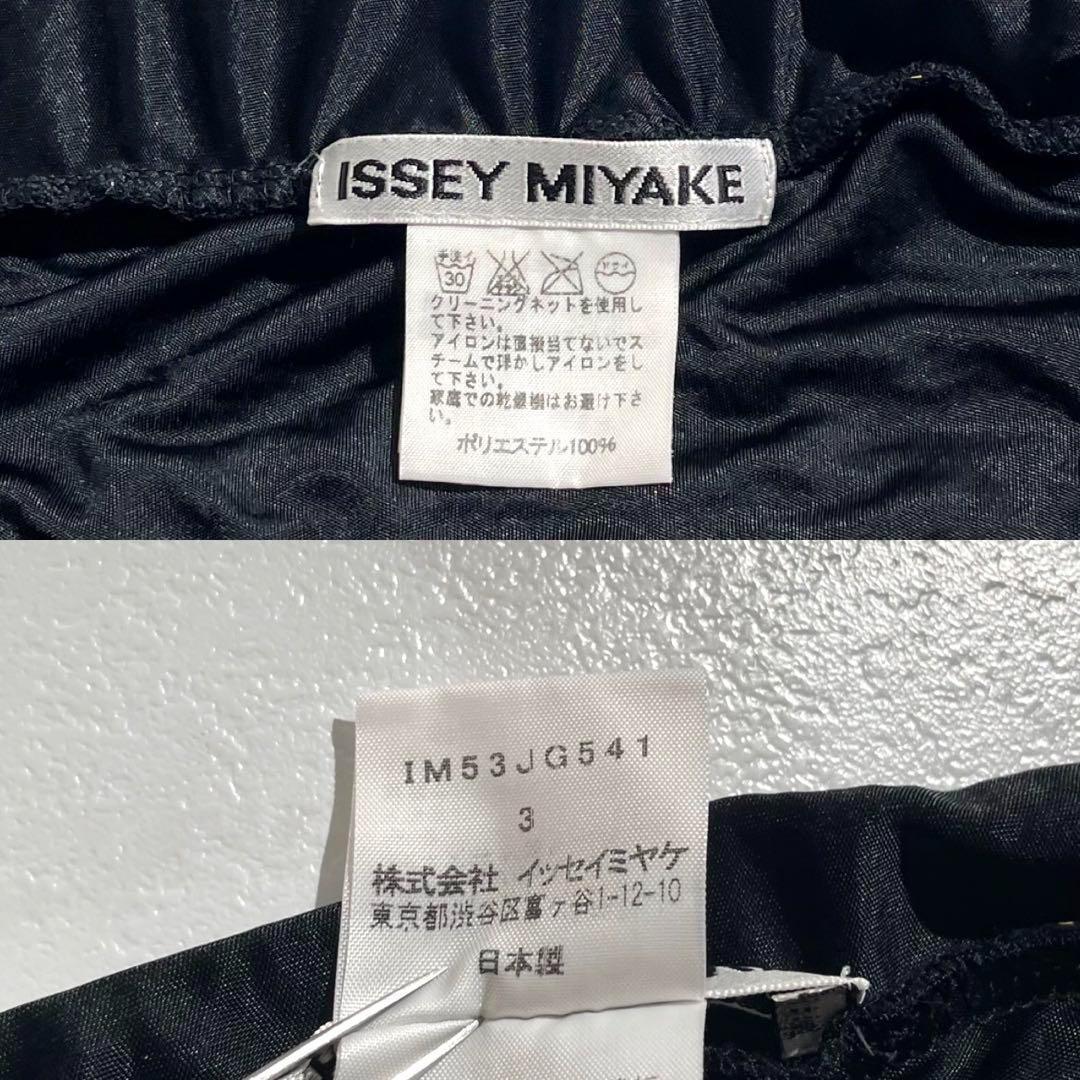 ISSEY MIYAKE
手洗イ
30
ドライ
クリーニングネットを使用し
て下さい。
アイロンは直接当てないでス
チームで浮かしアイロンをし
て下さい。
家庭での乾燥機はお避け下さ
い。
ポリエステル100%
IM53JG541
3
株式会社 イッセイミヤケ
東京都渋谷区富ヶ谷1-12-10
日本製